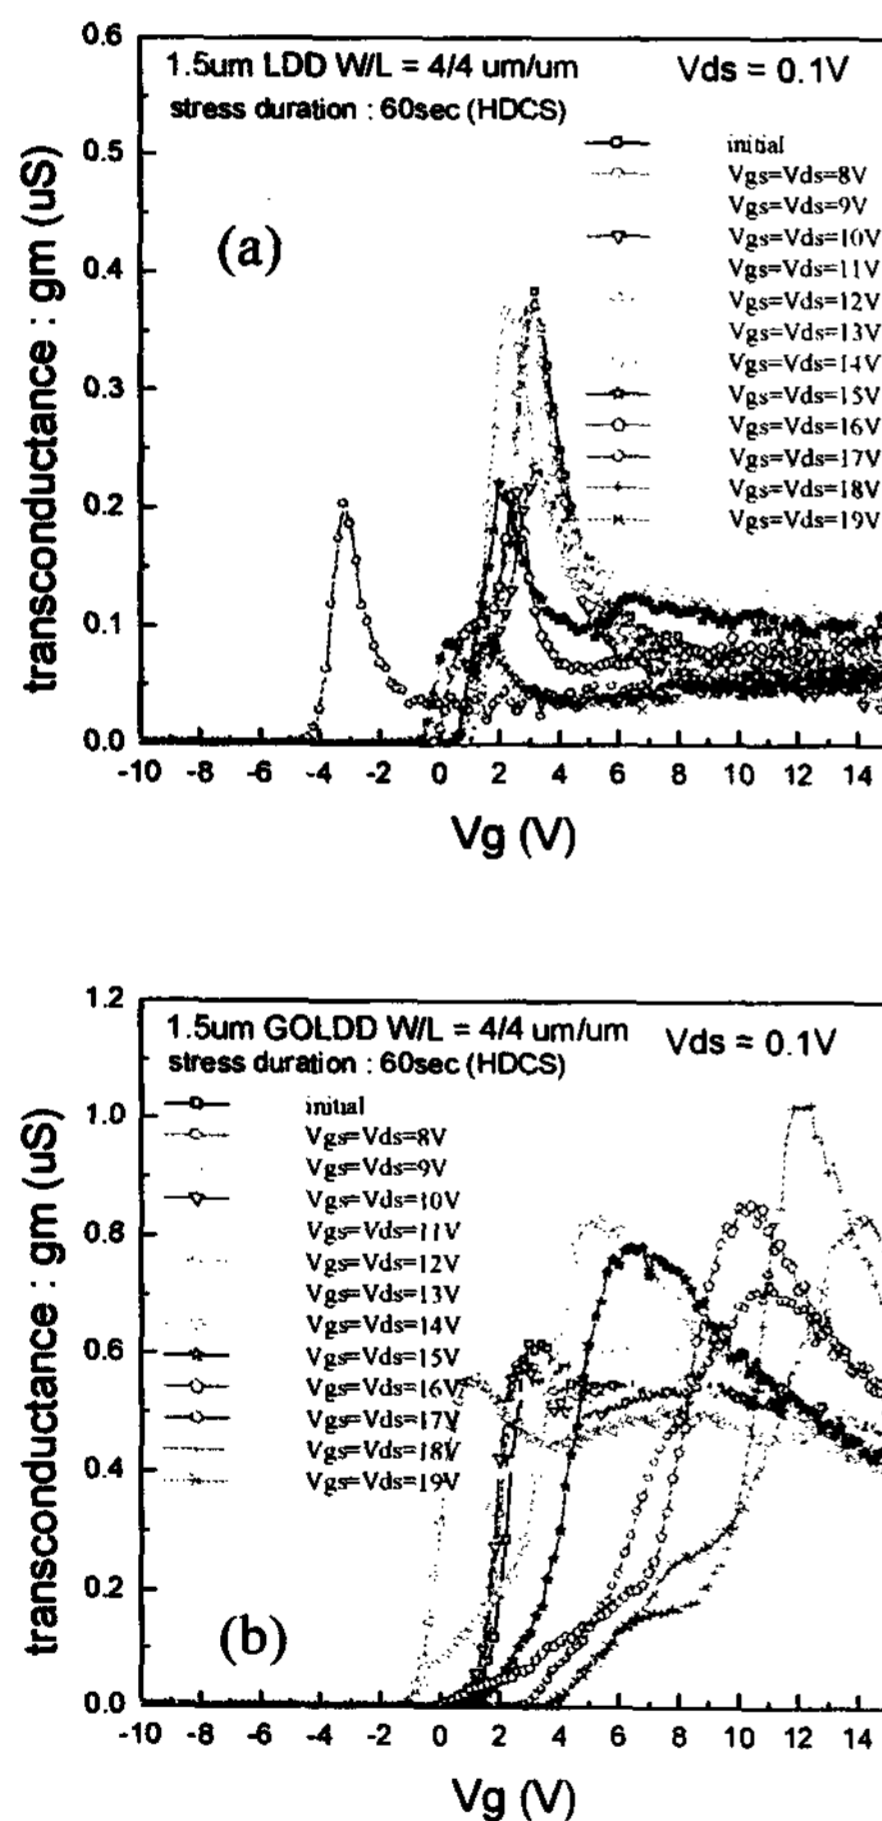 0.6
1.5um LDD W/L = 4/4 um/um Vds = 0.1V
stress duration : 60sec (HDCS)
initial
Vgs=Vds=8V
Vgs=Vds=9V
Vgs=Vds=10V
Vgs=Vds=11V
Vgs=Vds=12V
Vgs=Vds=13V
Vgs=Vds=14V
Vgs=Vds=15V
Vgs=Vds=16V
Vgs=Vds=17V
Vgs=Vds=18V
Vgs=Vds=19V
(a)
transconductance : gm (uS)
0.5
0.4
0.3
0.2
0.1
0.0
-10 -8 -6 -4 -2 0 2 4 6 8 10 12 14
Vg (V)
1.2
1.5um GOLDD W/L = 4/4 um/um Vds = 0.1V
stress duration : 60sec (HDCS)
initial
Vgs=Vds=8V
Vgs=Vds=9V
Vgs=Vds=10V
Vgs=Vds=11V
Vgs=Vds=12V
Vgs=Vds=13V
Vgs=Vds=14V
Vgs=Vds=15V
Vgs=Vds=16V
Vgs=Vds=17V
Vgs=Vds=18V
Vgs=Vds=19V
(b)
transconductance : gm (uS)
1.0
0.8
0.6
0.4
0.2
0.0
-10 -8 -6 -4 -2 0 2 4 6 8 10 12 14
Vg (V)